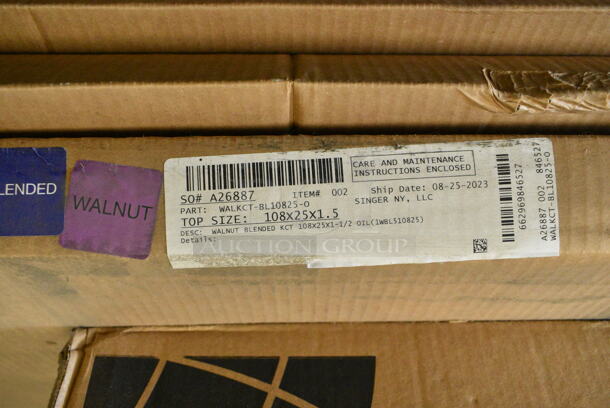 LENDED
WALNUT
SO# A26887 ITEM# 002
PART: WALKCT-BL10825-O
TOP SIZE: 108X25X1.5
DESC: WALNUT BLENDED KCT 108X25X1-1/2 OIL(1WBL510825)
Details:
CARE AND MAINTENANCE
INSTRUCTIONS ENCLOSED
Ship Date: 08-25-2023
SINGER NY, LLC
662969846527
A26887 002 846527
WALKCT-BL10825-O
AUCTION GROUP